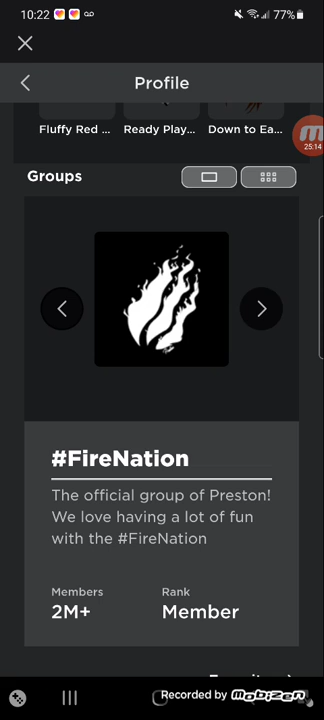 10:22
77%
Profile
Fluffy Red ...
Ready Play...
Down to Ea...
m
25:14
Groups
#FireNation
The official group of Preston!
We love having a lot of fun
with the #FireNation
Members
Rank
2M+
Member
Recorded by mobizen